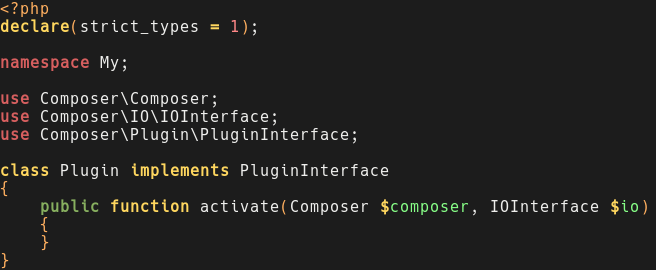 <?php
declare(strict_types = 1);

namespace My;

use Composer\Composer;
use Composer\IO\IOInterface;
use Composer\Plugin\PluginInterface;

class Plugin implements PluginInterface
{
    public function activate(Composer $composer, IOInterface $io)
    {
    }
}